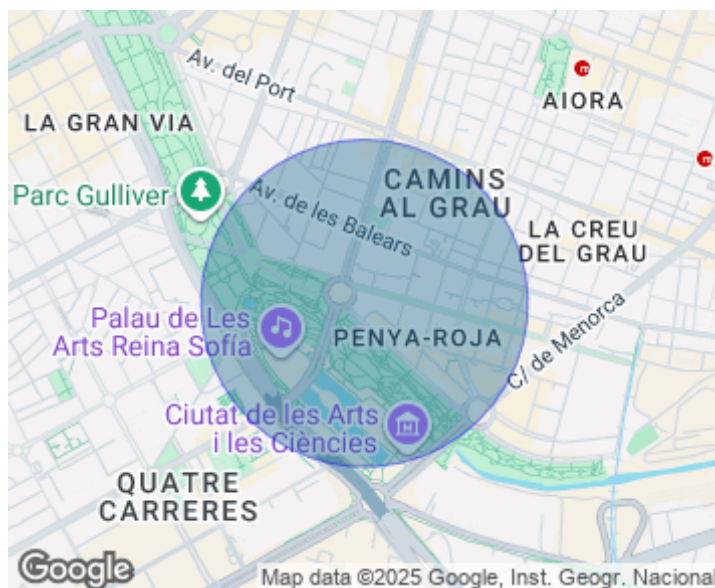 Av. del Port
AIORA
LA GRAN VIA
Parc Gulliver
Av. de les Balears
CAMINS
AL GRAU
LA CREU
DEL GRAU
Palau de Les
Arts Reina Sofía
PENYA-ROJA
C/ de Menorca
Ciutat de les Arts
i les Ciències
QUATRE
CARRERES
Google
Map data ©2025 Google, Inst. Geogr. Nacional